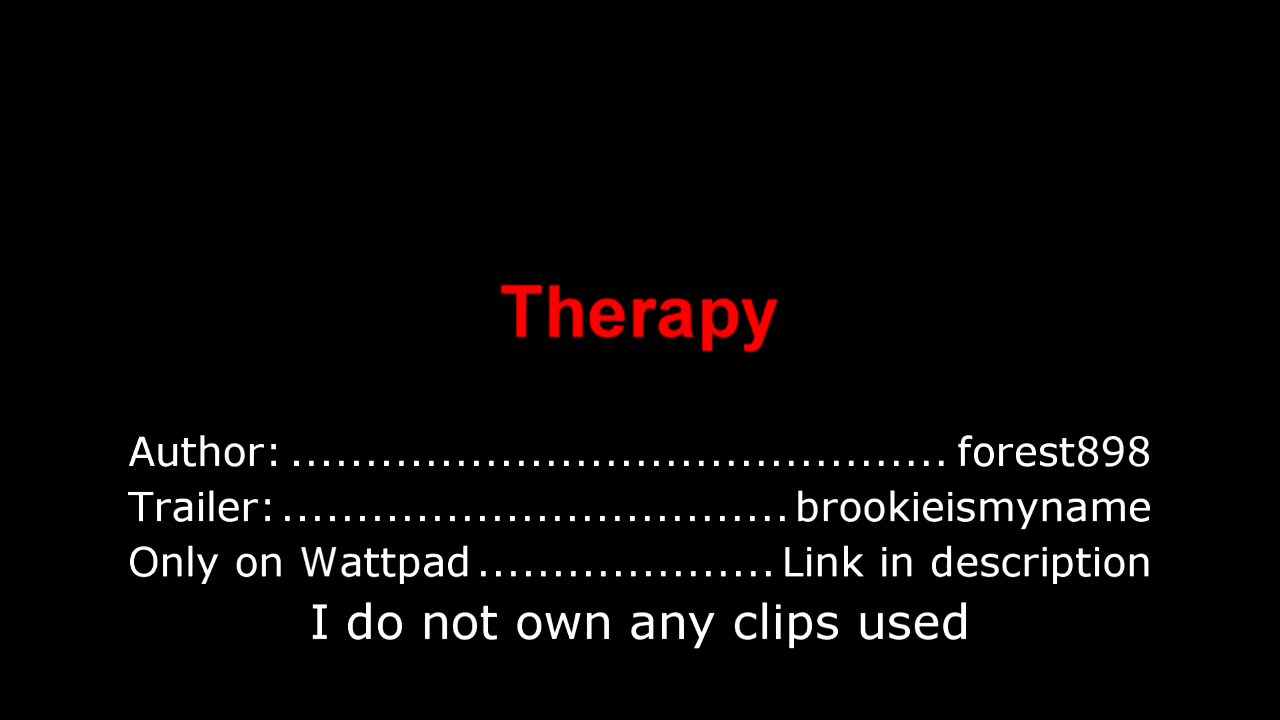 Therapy
Author: ............................................ forest898
Trailer: .................................. brookieismyname
Only on Wattpad .................... Link in description
I do not own any clips used